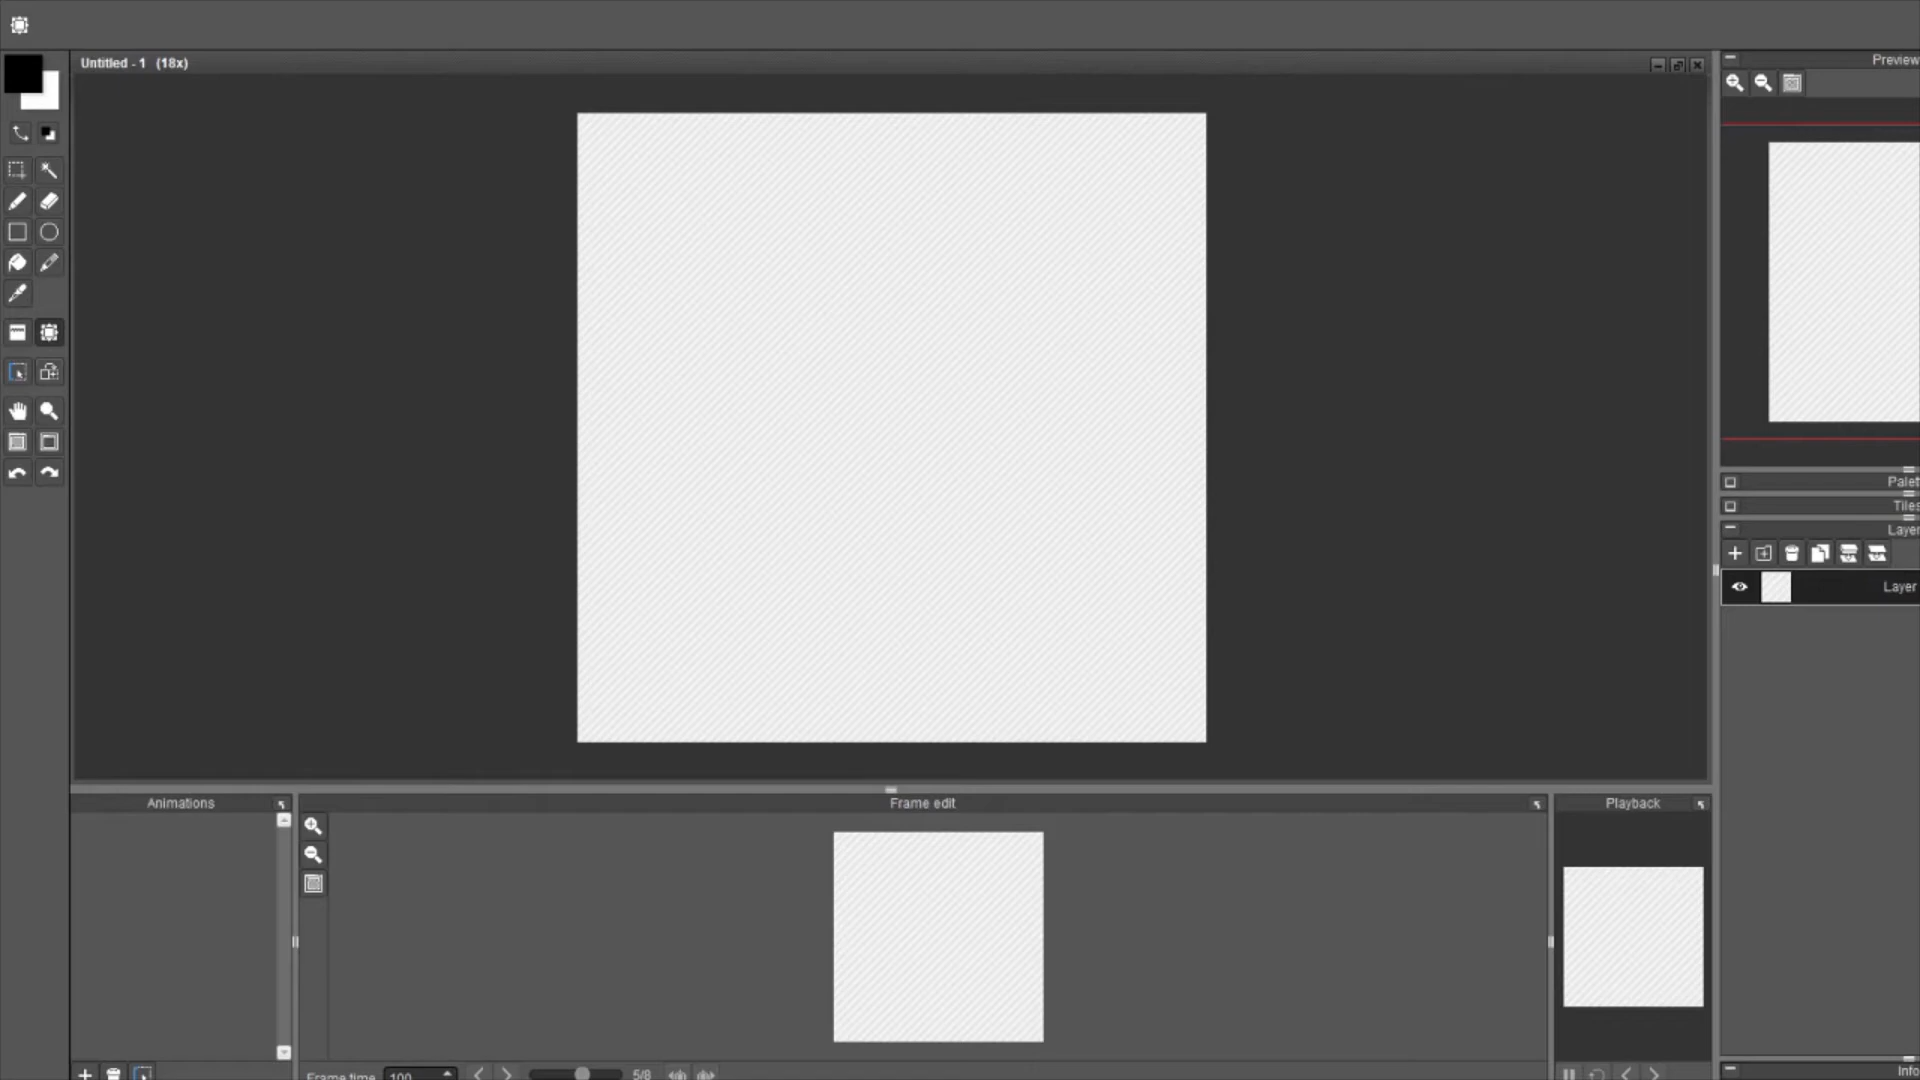 Untitled - 1 (18x)
Preview
Palet
Tiles
Layer
Layer
Animations
Frame edit
Playback
Frame time 100
5/8
Info